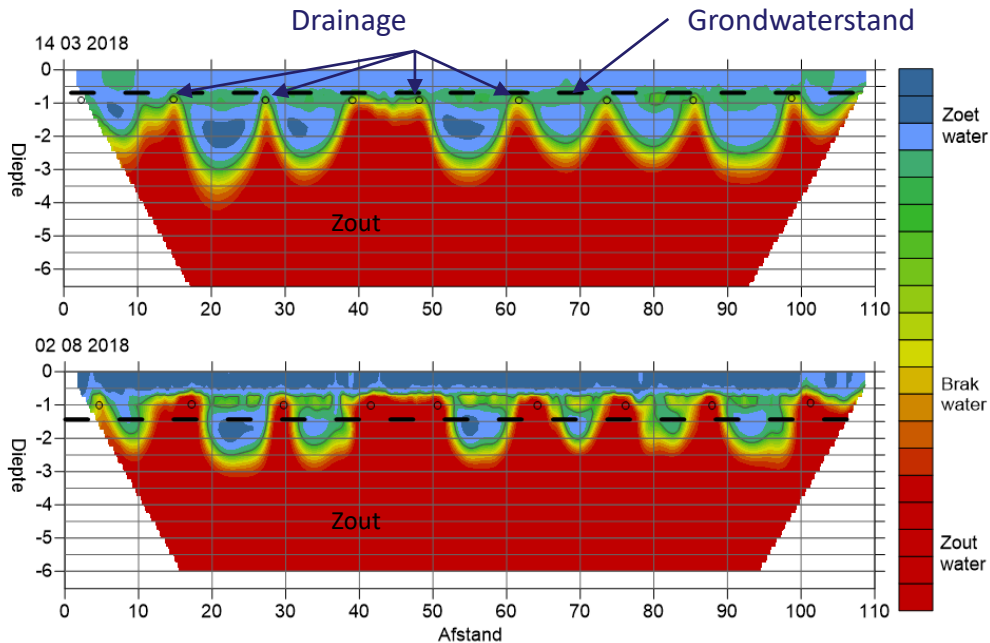 Drainage
Grondwaterstand
14 03 2018
0
-1
-2
-3
-4
-5
-6
Diepte
Zout
0 10 20 30 40 50 60 70 80 90 100 110
02 08 2018
0
-1
-2
-3
-4
-5
-6
Diepte
Zout
0 10 20 30 40 50 60 70 80 90 100 110
Afstand
Zoet
water
Brak
water
Zout
water